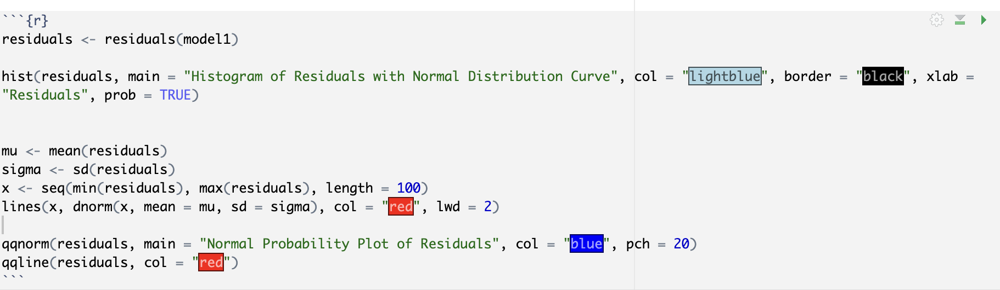 ```{r}
residuals <- residuals(model1)
hist(residuals, main = "Histogram of Residuals with Normal Distribution Curve", col = "lightblue", border = "black", xlab =
"Residuals", prob = TRUE)
mu <- mean(residuals)
sigma <- sd(residuals)
x <- seq(min(residuals), max(residuals), length = 100)
lines(x, dnorm(x, mean = mu, sd = sigma), col = "red", lwd = 2)
qqnorm(residuals, main = "Normal Probability Plot of Residuals", col = "blue", pch = 20)
qqline(residuals, col = "red")
```